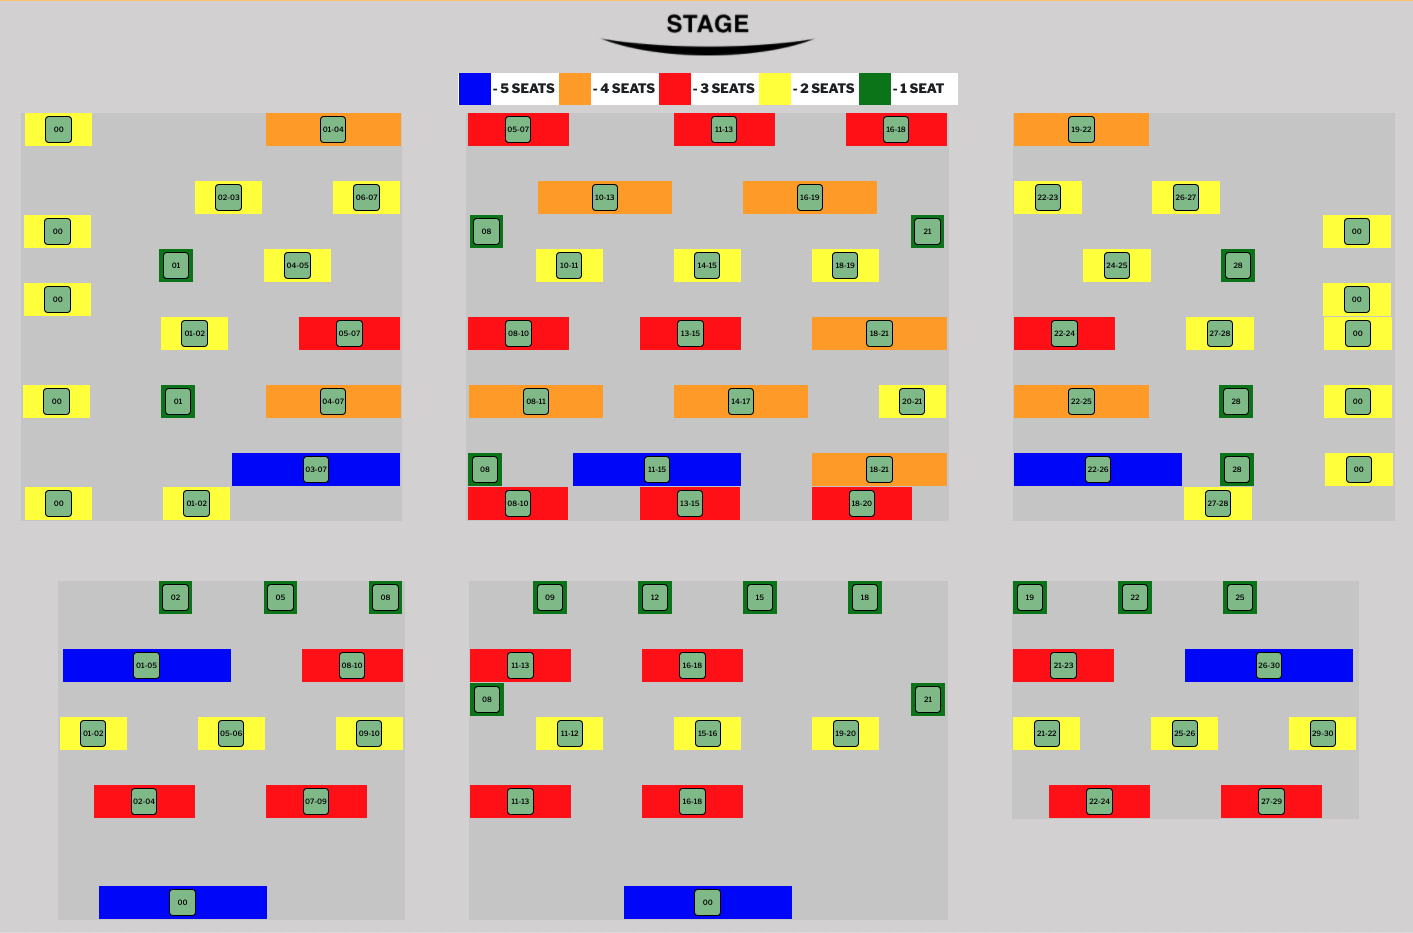 STAGE
- 5 SEATS - 4 SEATS - 3 SEATS - 2 SEATS - 1 SEAT
00 01-04 05-07 11-13 16-18 19-22
02-03 06-07 10-13 16-19 22-23 26-27
00 08 21 00
01 04-05 10-11 14-15 18-19 24-25 28
00 00
01-02 05-07 08-10 13-15 18-21 22-24 27-28 00
00 01 04-07 08-11 14-17 20-21 22-25 28 00
03-07 08 11-15 18-21 22-26 28 00
00 01-02 08-10 13-15 18-20 27-28
02 05 08 09 12 15 18 19 22 25
01-05 08-10 11-13 16-18 21-23 26-30
08 21
01-02 05-06 09-10 11-12 15-16 19-20 21-22 25-26 29-30
02-04 07-09 11-13 16-18 22-24 27-29
00 00